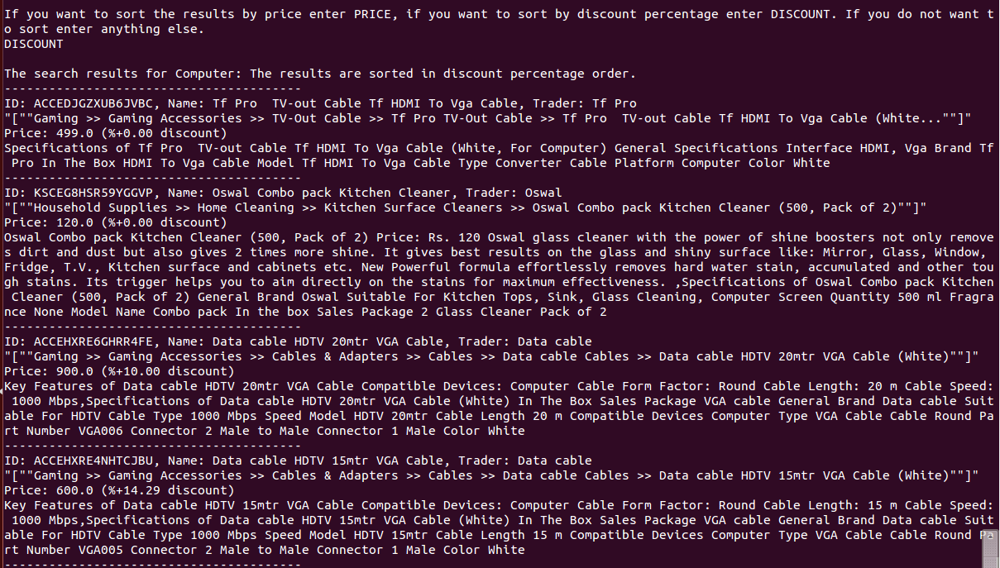 If you want to sort the results by price enter PRICE, if you want to sort by discount percentage enter DISCOUNT. If you do not want t
o sort enter anything else.
DISCOUNT
The search results for Computer: The results are sorted in discount percentage order.
----------------------------------------
ID: ACCEDJGZXUB6JVBC, Name: Tf Pro  TV-out Cable Tf HDMI To Vga Cable, Trader: Tf Pro
"[""Gaming >> Gaming Accessories >> TV-Out Cable >> Tf Pro TV-Out Cable >> Tf Pro  TV-out Cable Tf HDMI To Vga Cable (White...""]"
Price: 499.0 (%+0.00 discount)
Specifications of Tf Pro  TV-out Cable Tf HDMI To Vga Cable (White, For Computer) General Specifications Interface HDMI, Vga Brand Tf
 Pro In The Box HDMI To Vga Cable Model Tf HDMI To Vga Cable Type Converter Cable Platform Computer Color White
----------------------------------------
ID: KSCEG8HSR59YGGVP, Name: Oswal Combo pack Kitchen Cleaner, Trader: Oswal
"[""Household Supplies >> Home Cleaning >> Kitchen Surface Cleaners >> Oswal Combo pack Kitchen Cleaner (500, Pack of 2)""]"
Price: 120.0 (%+0.00 discount)
Oswal Combo pack Kitchen Cleaner (500, Pack of 2) Price: Rs. 120 Oswal glass cleaner with the power of shine boosters not only remove
s dirt and dust but also gives 2 times more shine. It gives best results on the glass and shiny surface like: Mirror, Glass, Window,
Fridge, T.V., Kitchen surface and cabinets etc. New Powerful formula effortlessly removes hard water stain, accumulated and other tou
gh stains. Its trigger helps you to aim directly on the stains for maximum effectiveness. ,Specifications of Oswal Combo pack Kitchen
 Cleaner (500, Pack of 2) General Brand Oswal Suitable For Kitchen Tops, Sink, Glass Cleaning, Computer Screen Quantity 500 ml Fragra
nce None Model Name Combo pack In the box Sales Package 2 Glass Cleaner Pack of 2
----------------------------------------
ID: ACCEHXRE6GHRR4FE, Name: Data cable HDTV 20mtr VGA Cable, Trader: Data cable
"[""Gaming >> Gaming Accessories >> Cables & Adapters >> Cables >> Data cable Cables >> Data cable HDTV 20mtr VGA Cable (White)""]"
Price: 900.0 (%+10.00 discount)
Key Features of Data cable HDTV 20mtr VGA Cable Compatible Devices: Computer Cable Form Factor: Round Cable Length: 20 m Cable Speed:
 1000 Mbps,Specifications of Data cable HDTV 20mtr VGA Cable (White) In The Box Sales Package VGA cable General Brand Data cable Suit
able For HDTV Cable Type 1000 Mbps Speed Model HDTV 20mtr Cable Length 20 m Compatible Devices Computer Type VGA Cable Cable Round Pa
rt Number VGA006 Connector 2 Male to Male Connector 1 Male Color White
----------------------------------------
ID: ACCEHXRE4NHTCJBU, Name: Data cable HDTV 15mtr VGA Cable, Trader: Data cable
"[""Gaming >> Gaming Accessories >> Cables & Adapters >> Cables >> Data cable Cables >> Data cable HDTV 15mtr VGA Cable (White)""]"
Price: 600.0 (%+14.29 discount)
Key Features of Data cable HDTV 15mtr VGA Cable Compatible Devices: Computer Cable Form Factor: Round Cable Length: 15 m Cable Speed:
 1000 Mbps,Specifications of Data cable HDTV 15mtr VGA Cable (White) In The Box Sales Package VGA cable General Brand Data cable Suit
able For HDTV Cable Type 1000 Mbps Speed Model HDTV 15mtr Cable Length 15 m Compatible Devices Computer Type VGA Cable Cable Round Pa
rt Number VGA005 Connector 2 Male to Male Connector 1 Male Color White
----------------------------------------